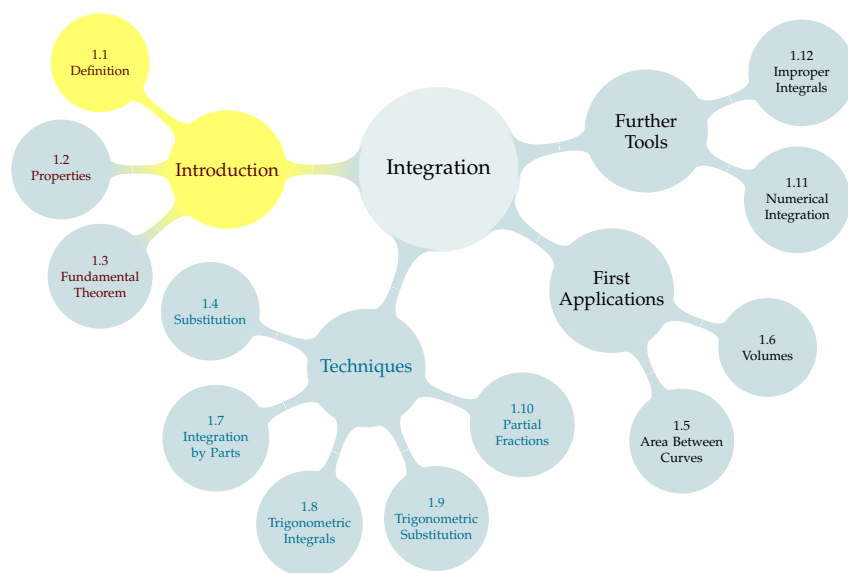 Integration
Introduction
1.1
Definition
1.2
Properties
1.3
Fundamental
Theorem
Techniques
1.4
Substitution
1.7
Integration
by Parts
1.8
Trigonometric
Integrals
1.9
Trigonometric
Substitution
1.10
Partial
Fractions
First
Applications
1.5
Area Between
Curves
1.6
Volumes
Further
Tools
1.11
Numerical
Integration
1.12
Improper
Integrals